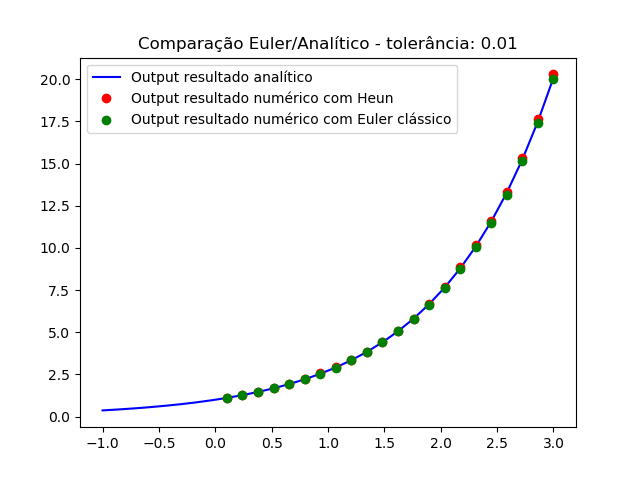 Comparação Euler/Analítico - tolerância: 0.01
Output resultado analítico
Output resultado numérico com Heun
Output resultado numérico com Euler clássico
20.0
17.5
15.0
12.5
10.0
7.5
5.0
2.5
0.0
−1.0 −0.5 0.0 0.5 1.0 1.5 2.0 2.5 3.0